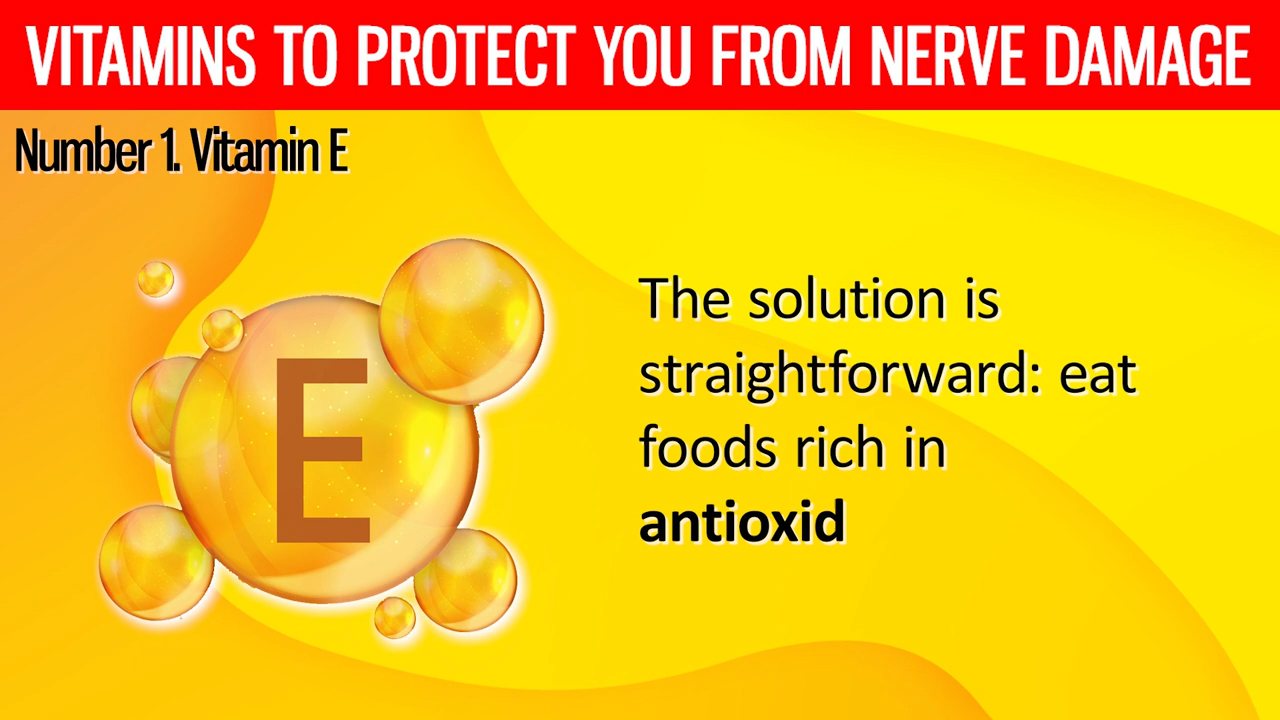 VITAMINS TO PROTECT YOU FROM NERVE DAMAGE
Number 1. Vitamin E
E
The solution is
straightforward: eat
foods rich in
antioxid